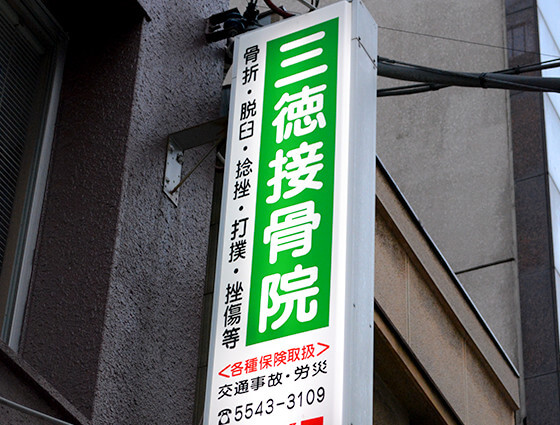 三徳接骨院
骨折・脱臼・捻挫・打撲・挫傷等
<各種保険取扱>
交通事故・労災
☎5543-3109